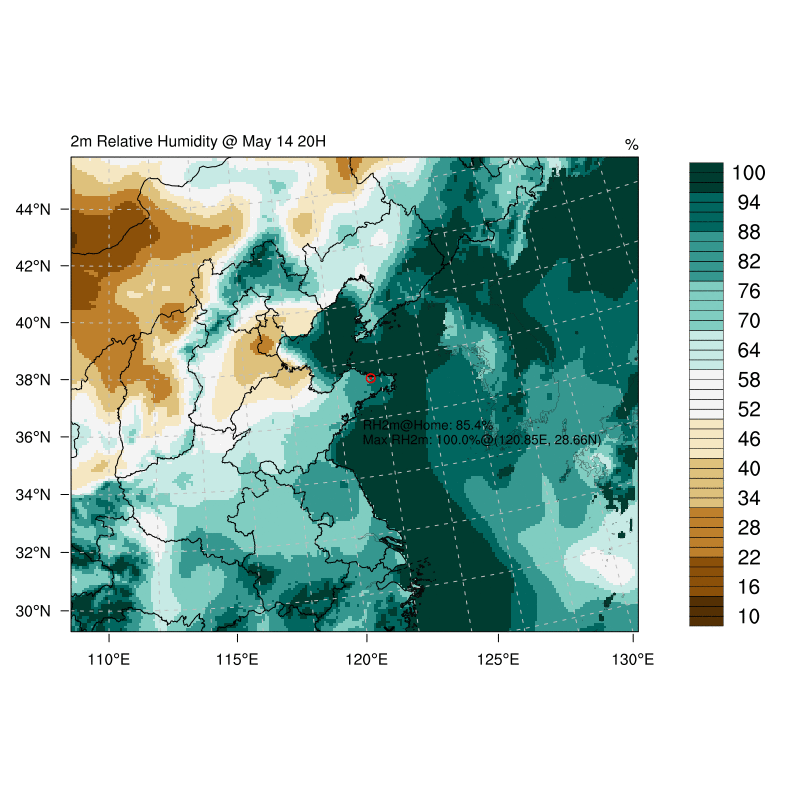 2m Relative Humidity @ May 14 20H
%
100
94
88
82
76
70
64
58
52
46
40
34
28
22
16
10
44°N
42°N
40°N
38°N
36°N
34°N
32°N
30°N
RH2m@Home: 85.4%
Max RH2m: 100.0%@(120.85E, 28.66N)
110°E 115°E 120°E 125°E 130°E